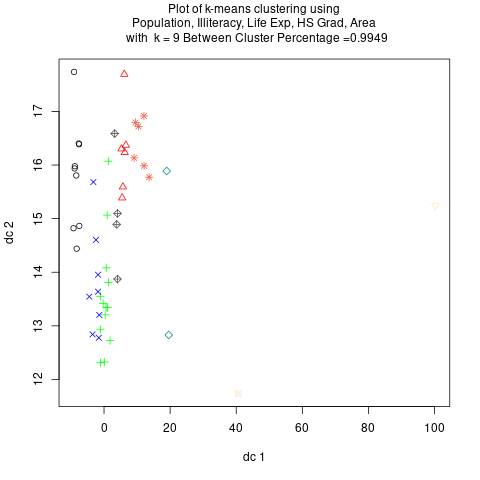 Plot of k-means clustering using
Population, Illiteracy, Life Exp, HS Grad, Area
with  k = 9 Between Cluster Percentage =0.9949
17
16
15
14
13
12
dc 2
0
20
40
60
80
100
dc 1